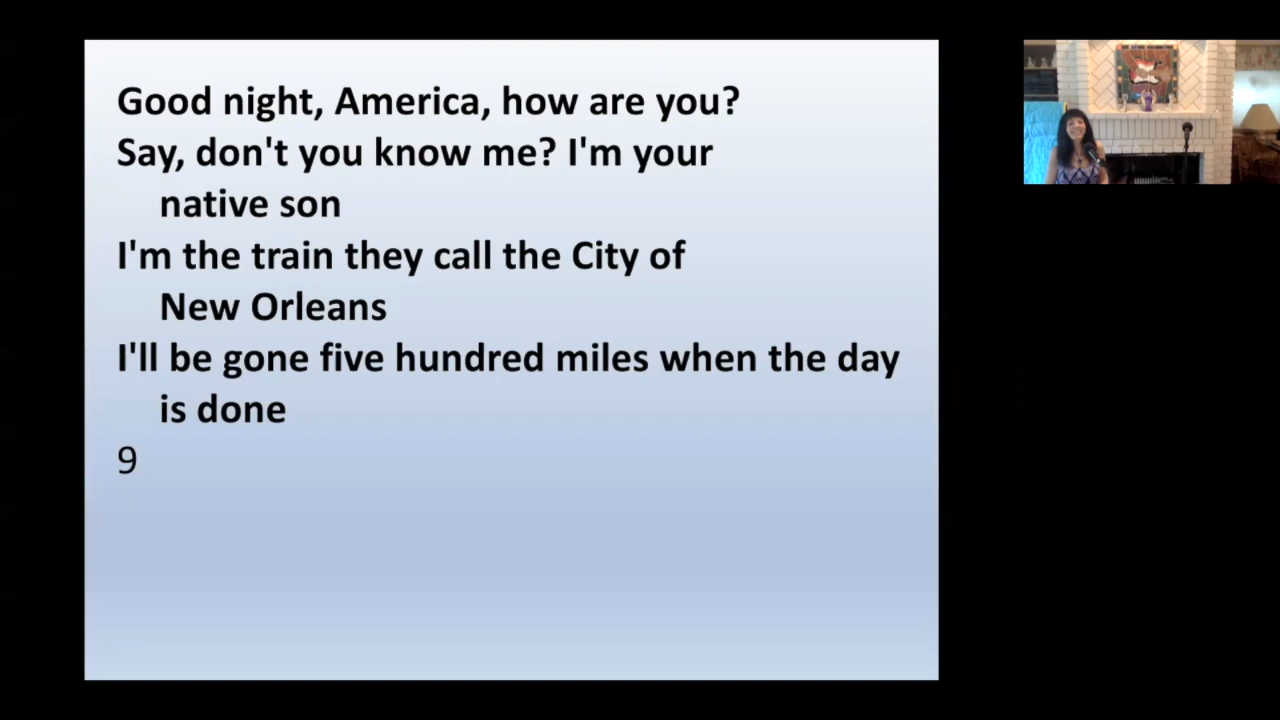 Good night, America, how are you?
Say, don't you know me? I'm your
native son
I'm the train they call the City of
New Orleans
I'll be gone five hundred miles when the day
is done
9